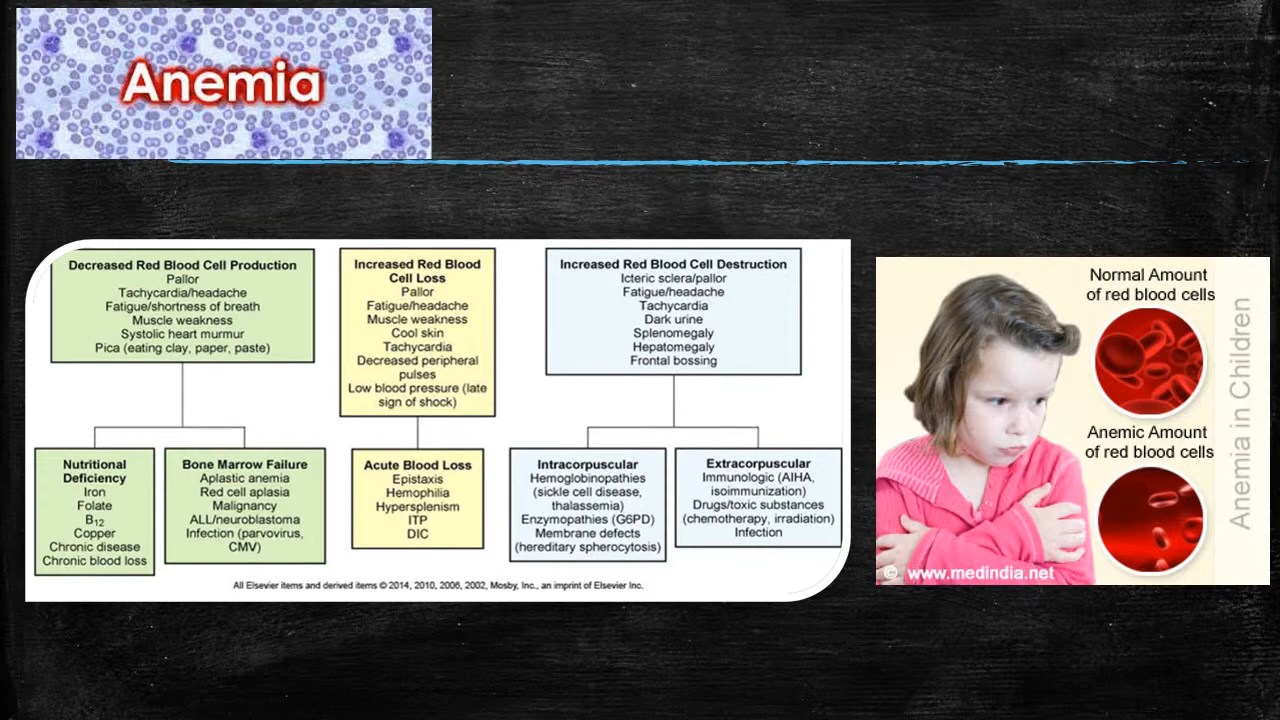 Anemia
Decreased Red Blood Cell Production
Pallor
Tachycardia/headache
Fatigue/shortness of breath
Muscle weakness
Systolic heart murmur
Pica (eating clay, paper, paste)
Increased Red Blood
Cell Loss
Pallor
Fatigue/headache
Muscle weakness
Cool skin
Tachycardia
Decreased peripheral
pulses
Low blood pressure (late
sign of shock)
Increased Red Blood Cell Destruction
Icteric sclera/pallor
Fatigue/headache
Tachycardia
Dark urine
Splenomegaly
Hepatomegaly
Frontal bossing
Nutritional
Deficiency
Iron
Folate
B12
Copper
Chronic disease
Chronic blood loss
Bone Marrow Failure
Aplastic anemia
Red cell aplasia
Malignancy
ALL/neuroblastoma
Infection (parvovirus,
CMV)
Acute Blood Loss
Epistaxis
Hemophilia
Hypersplenism
ITP
DIC
Intracorpuscular
Hemoglobinopathies
(sickle cell disease,
thalassemia)
Enzymopathies (G6PD)
Membrane defects
(hereditary spherocytosis)
Extracorpuscular
Immunologic (AIHA,
isoimmunization)
Drugs/toxic substances
(chemotherapy, irradiation)
Infection
All Elsevier items and derived items © 2014, 2010, 2006, 2002, Mosby, Inc., an imprint of Elsevier Inc.
Normal Amount
of red blood cells
Anemic Amount
of red blood cells
Anemia in Children
© www.medindia.net